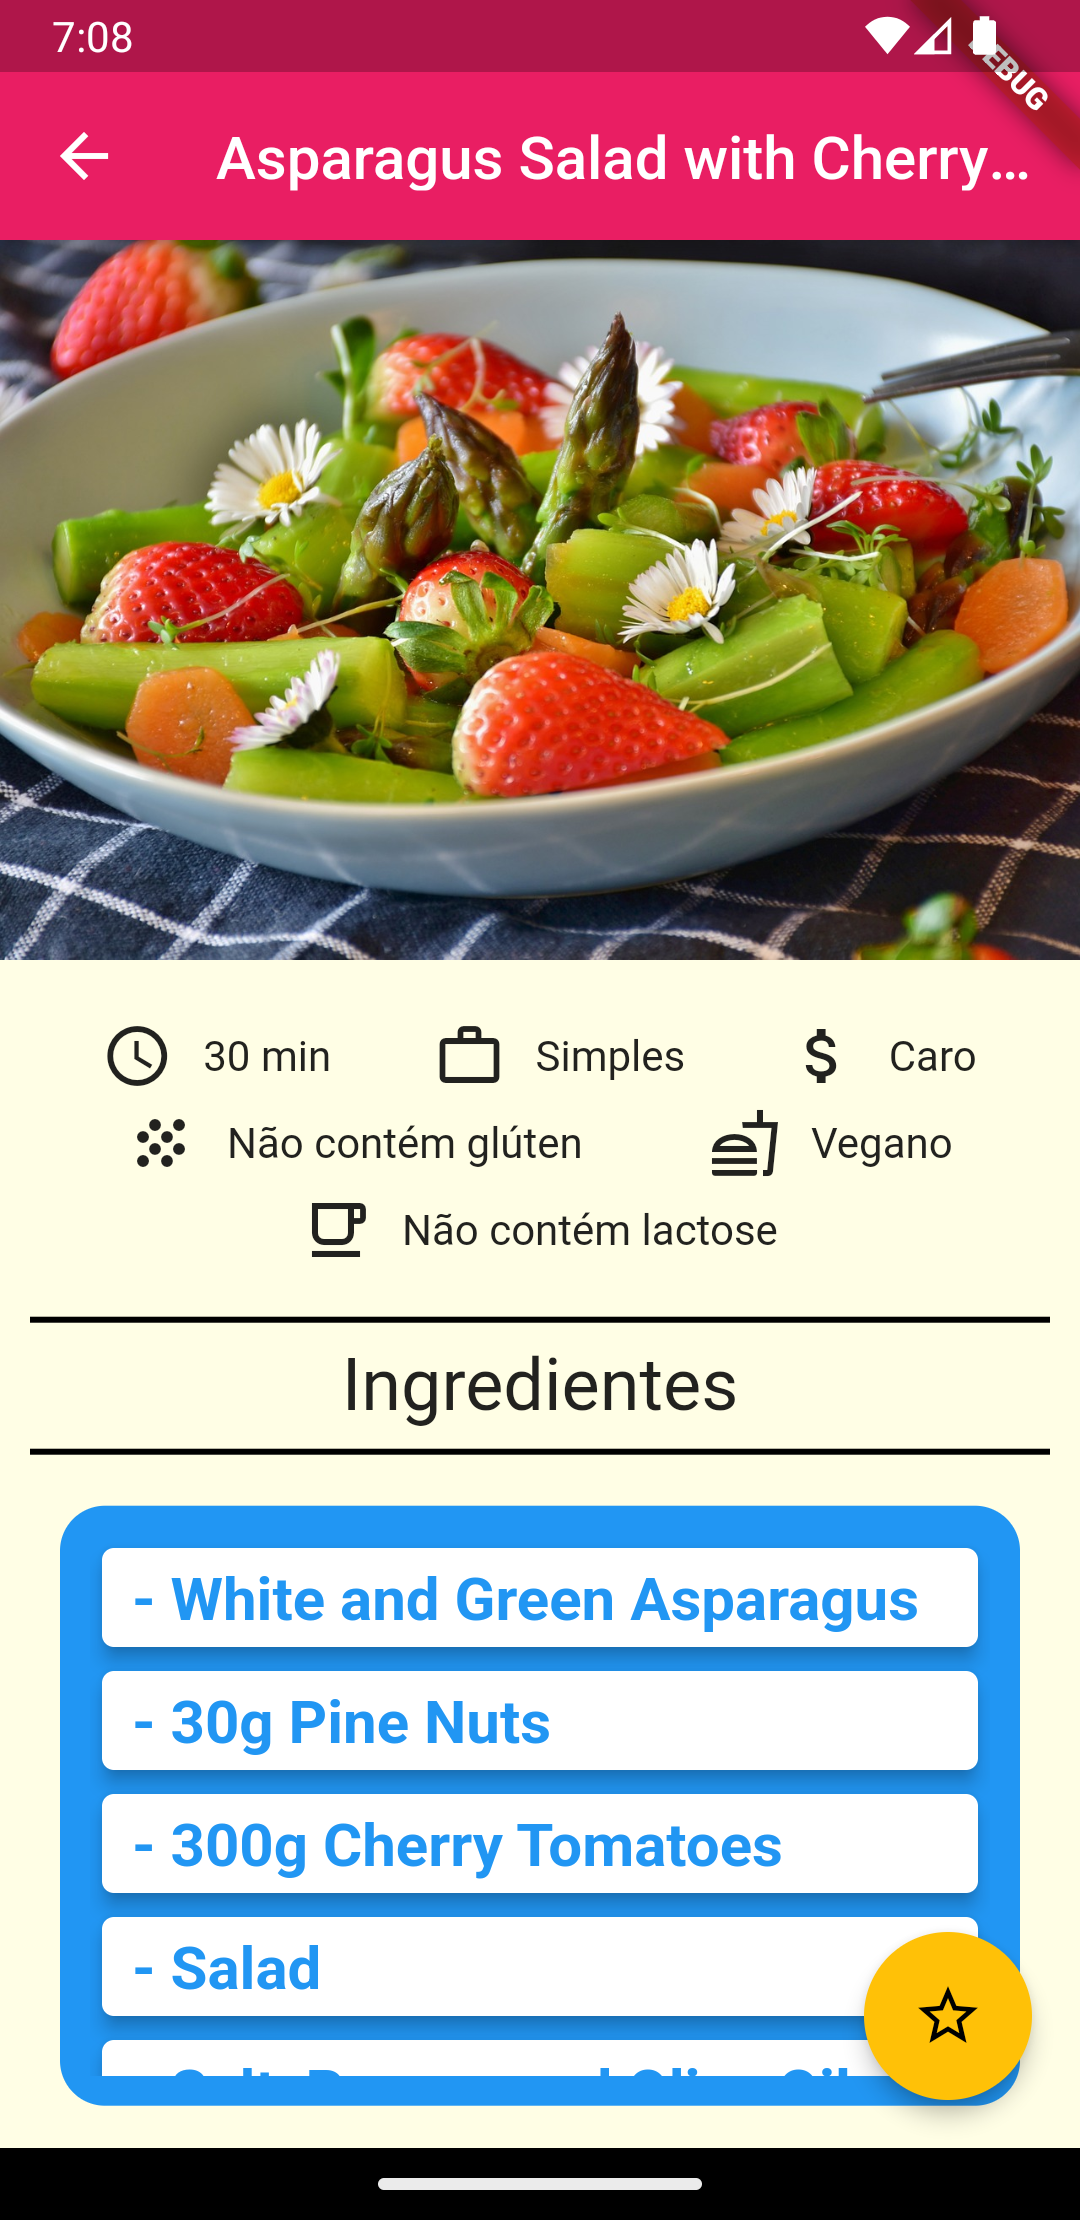 7:08
DEBUG
Asparagus Salad with Cherry...
30 min Simples Caro
Não contém glúten Vegano
Não contém lactose
Ingredientes
- White and Green Asparagus
- 30g Pine Nuts
- 300g Cherry Tomatoes
- Salad